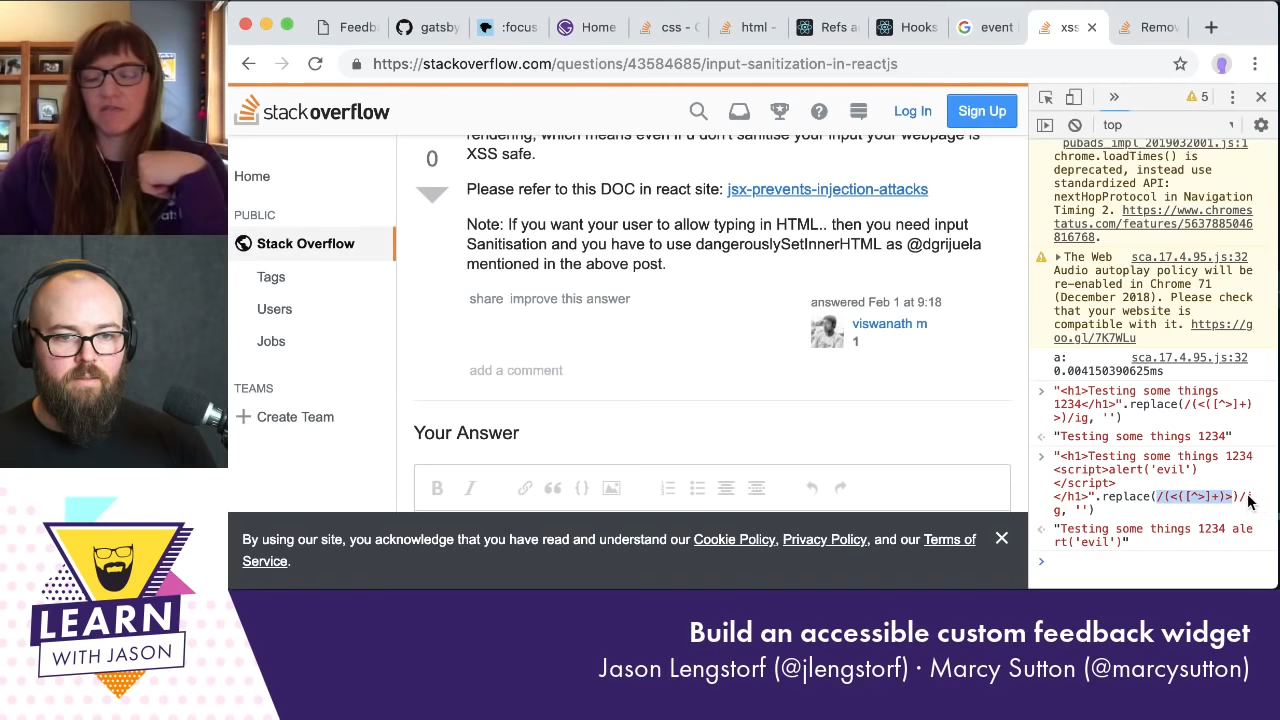 Feedb
gatsby
:focus
Home
css - C
html -
Refs a
Hooks
event
xss
Remov
https://stackoverflow.com/questions/43584685/input-sanitization-in-reactjs
stackoverflow
Log In
Sign Up
Home
PUBLIC
Stack Overflow
Tags
Users
Jobs
TEAMS
Create Team
rendering, which means even if u don't sanitise your input your webpage is
XSS safe.
0
Please refer to this DOC in react site: jsx-prevents-injection-attacks
Note: If you want your user to allow typing in HTML.. then you need input
Sanitisation and you have to use dangerouslySetInnerHTML as @dgrijuela
mentioned in the above post.
share improve this answer
answered Feb 1 at 9:18
viswanath m
1
add a comment
Your Answer
B I
By using our site, you acknowledge that you have read and understand our Cookie Policy, Privacy Policy, and our Terms of
Service.
5
top
pubads_impl_2019032001.js:1
chrome.loadTimes() is
deprecated, instead use
standardized API:
nextHopProtocol in Navigation
Timing 2. https://www.chromes
tatus.com/features/5637885046
816768.
The Web sca.17.4.95.js:32
Audio autoplay policy will be
re-enabled in Chrome 71
(December 2018). Please check
that your website is
compatible with it. https://g
oo.gl/7K7WLu
a: sca.17.4.95.js:32
0.004150390625ms
"<h1>Testing some things
1234</h1>".replace(/(<([^>]+)
>)/ig, '')
"Testing some things 1234"
"<h1>Testing some things 1234
<script>alert('evil')
</script>
</h1>".replace(/(<([^>]+)>)/i
g, '')
"Testing some things 1234 ale
rt('evil')"
LEARN
WITH JASON
Build an accessible custom feedback widget
Jason Lengstorf (@jlengstorf) · Marcy Sutton (@marcysutton)